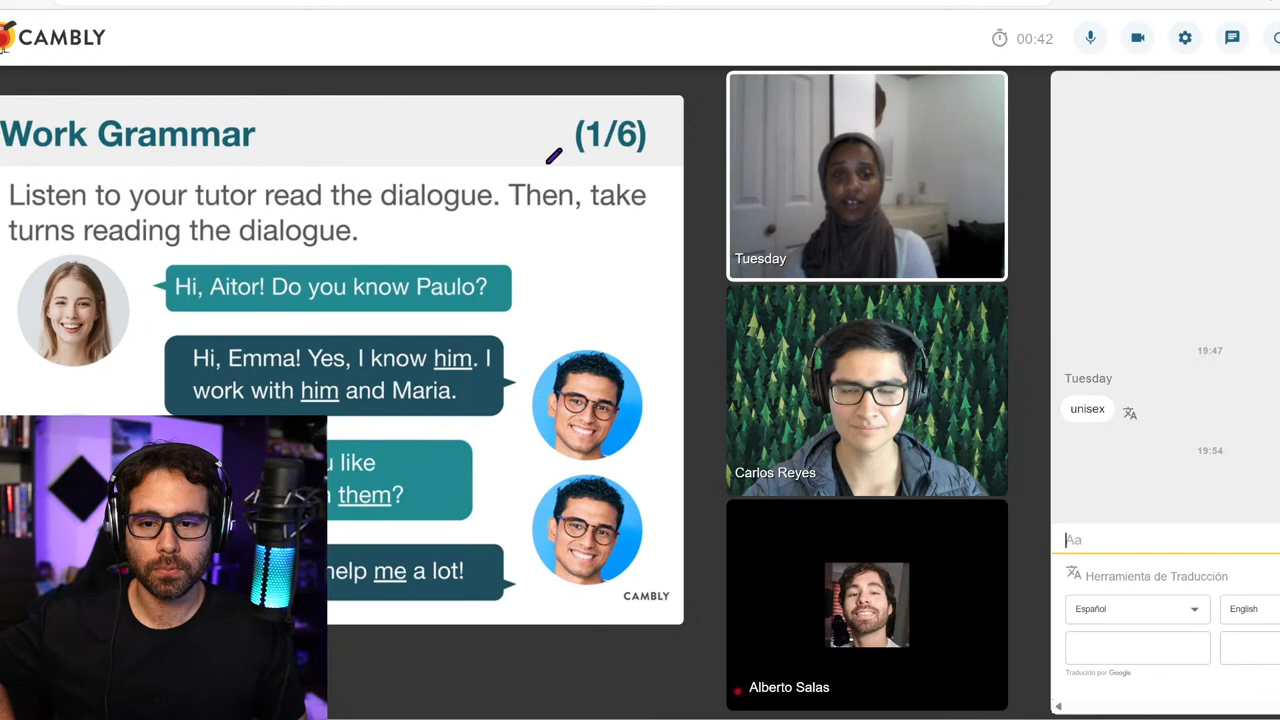 CAMBLY
00:42
Work Grammar
(1/6)
Listen to your tutor read the dialogue. Then, take
turns reading the dialogue.
Hi, Aitor! Do you know Paulo?
Hi, Emma! Yes, I know him. I
work with him and Maria.
like
them?
help me a lot!
CAMBLY
Tuesday
Carlos Reyes
Alberto Salas
19:47
Tuesday
unisex
19:54
Aa
Herramienta de Traducción
Español
English
Traducido por Google